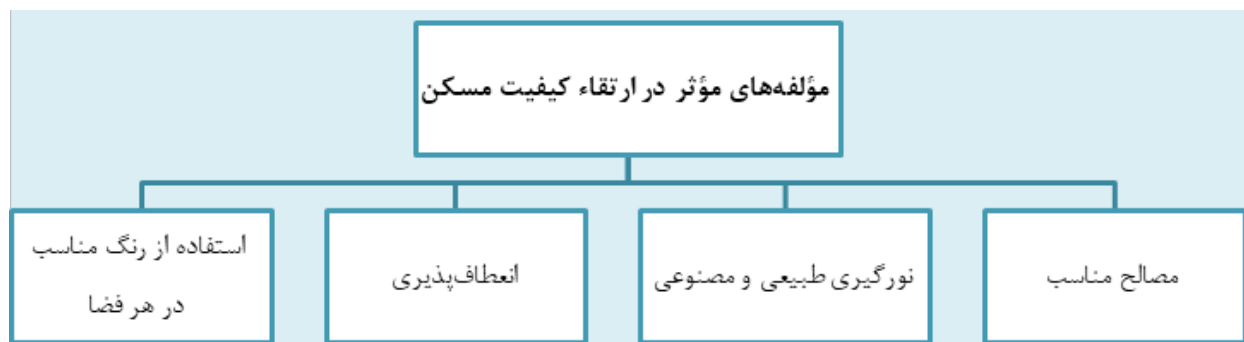 مؤلفه‌های مؤثر در ارتقاء کیفیت مسکن
مصالح مناسب
نورگیری طبیعی و مصنوعی
انعطاف‌پذیری
استفاده از رنگ مناسب
در هر فضا